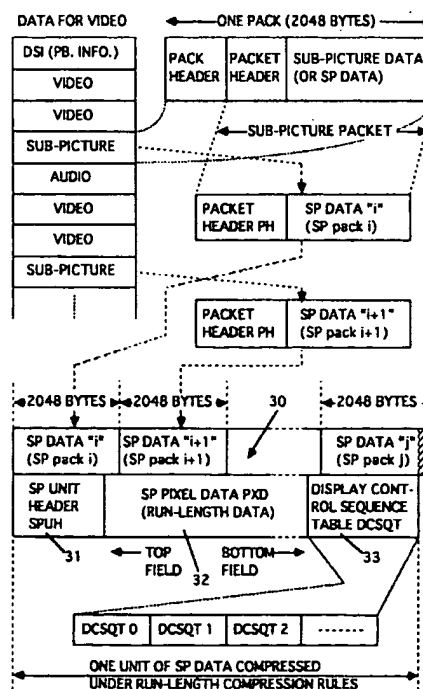 DATA FOR VIDEO
ONE PACK (2048 BYTES)
DSI (PB. INFO.)
VIDEO
VIDEO
SUB-PICTURE
AUDIO
VIDEO
VIDEO
SUB-PICTURE
PACK HEADER
PACKET HEADER
SUB-PICTURE DATA
(OR SP DATA)
SUB-PICTURE PACKET
PACKET
HEADER PH
SP DATA "i"
(SP pack i)
PACKET
HEADER PH
SP DATA "i+1"
(SP pack i+1)
2048 BYTES
2048 BYTES
30
2048 BYTES
SP DATA "i"
(SP pack i)
SP DATA "i+1"
(SP pack i+1)
SP DATA "j"
(SP pack j)
SP UNIT
HEADER
SPUH
SP PIXEL DATA PXD
(RUN-LENGTH DATA)
DISPLAY CONT-
ROL SEQUENCE
TABLE DCSQT
31
TOP
FIELD
32
BOTTOM
FIELD
33
DCSQT 0
DCSQT 1
DCSQT 2
ONE UNIT OF SP DATA COMPRESSED
UNDER RUN-LENGTH COMPRESSION RULES